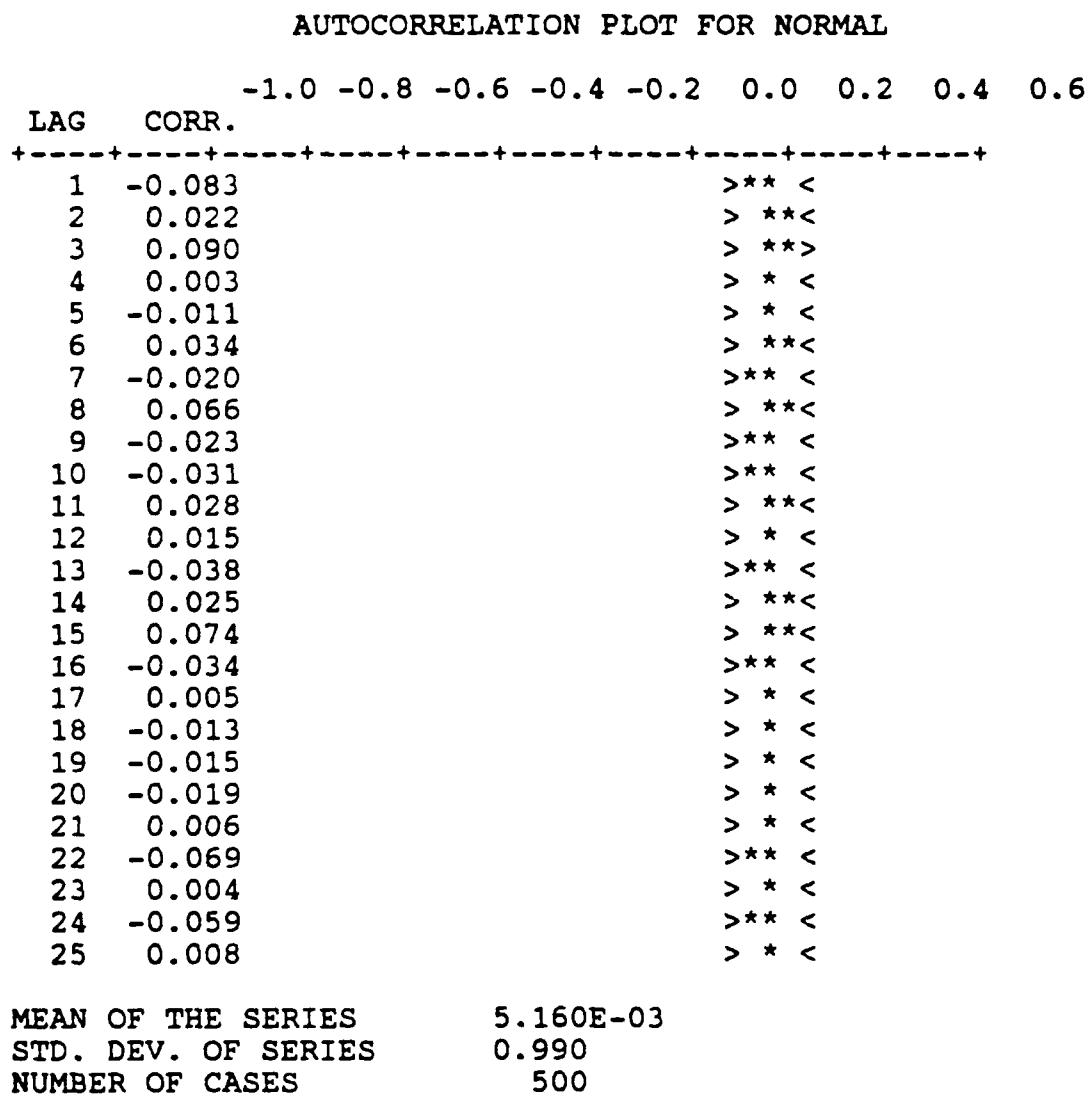 AUTOCORRELATION PLOT FOR NORMAL
-1.0 -0.8 -0.6 -0.4 -0.2 0.0 0.2 0.4 0.6
LAG CORR.
+----+----+----+----+----+----+----+----+----+----+
1 -0.083 >** <
2 0.022 > **<
3 0.090 > **>
4 0.003 > * <
5 -0.011 > * <
6 0.034 > **<
7 -0.020 >** <
8 0.066 > **<
9 -0.023 >** <
10 -0.031 >** <
11 0.028 > **<
12 0.015 > * <
13 -0.038 >** <
14 0.025 > **<
15 0.074 > **<
16 -0.034 >** <
17 0.005 > * <
18 -0.013 > * <
19 -0.015 > * <
20 -0.019 > * <
21 0.006 > * <
22 -0.069 >** <
23 0.004 > * <
24 -0.059 >** <
25 0.008 > * <
MEAN OF THE SERIES 5.160E-03
STD. DEV. OF SERIES 0.990
NUMBER OF CASES 500